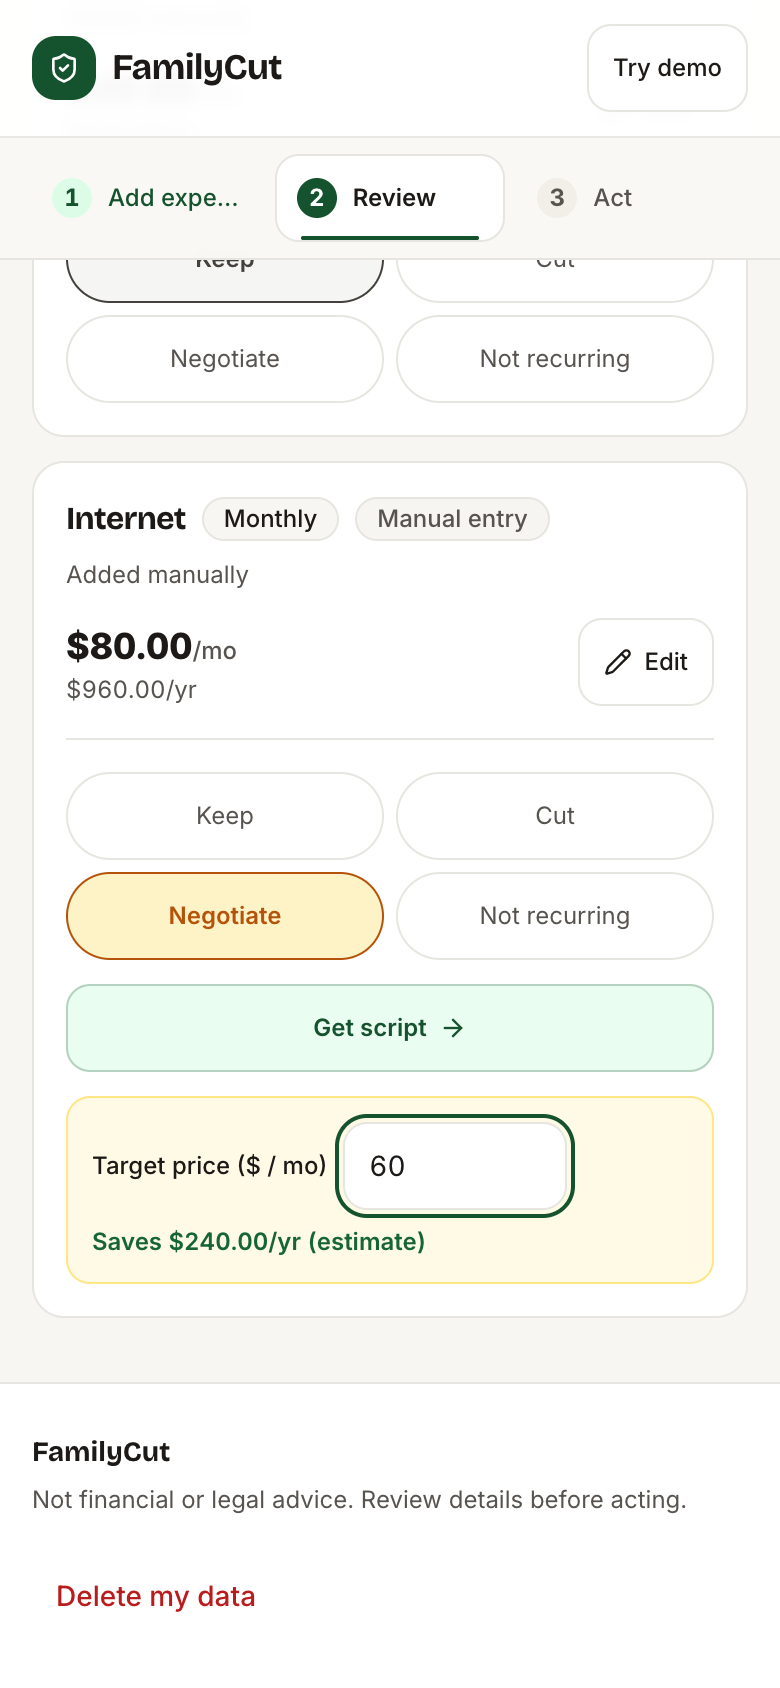 FamilyCut
Try demo
1 Add expe...
2 Review
3 Act
Keep Cut
Negotiate Not recurring
Internet Monthly Manual entry
Added manually
$80.00/mo
$960.00/yr
Edit
Keep Cut
Negotiate Not recurring
Get script →
Target price ($ / mo) 60
Saves $240.00/yr (estimate)
FamilyCut
Not financial or legal advice. Review details before acting.
Delete my data